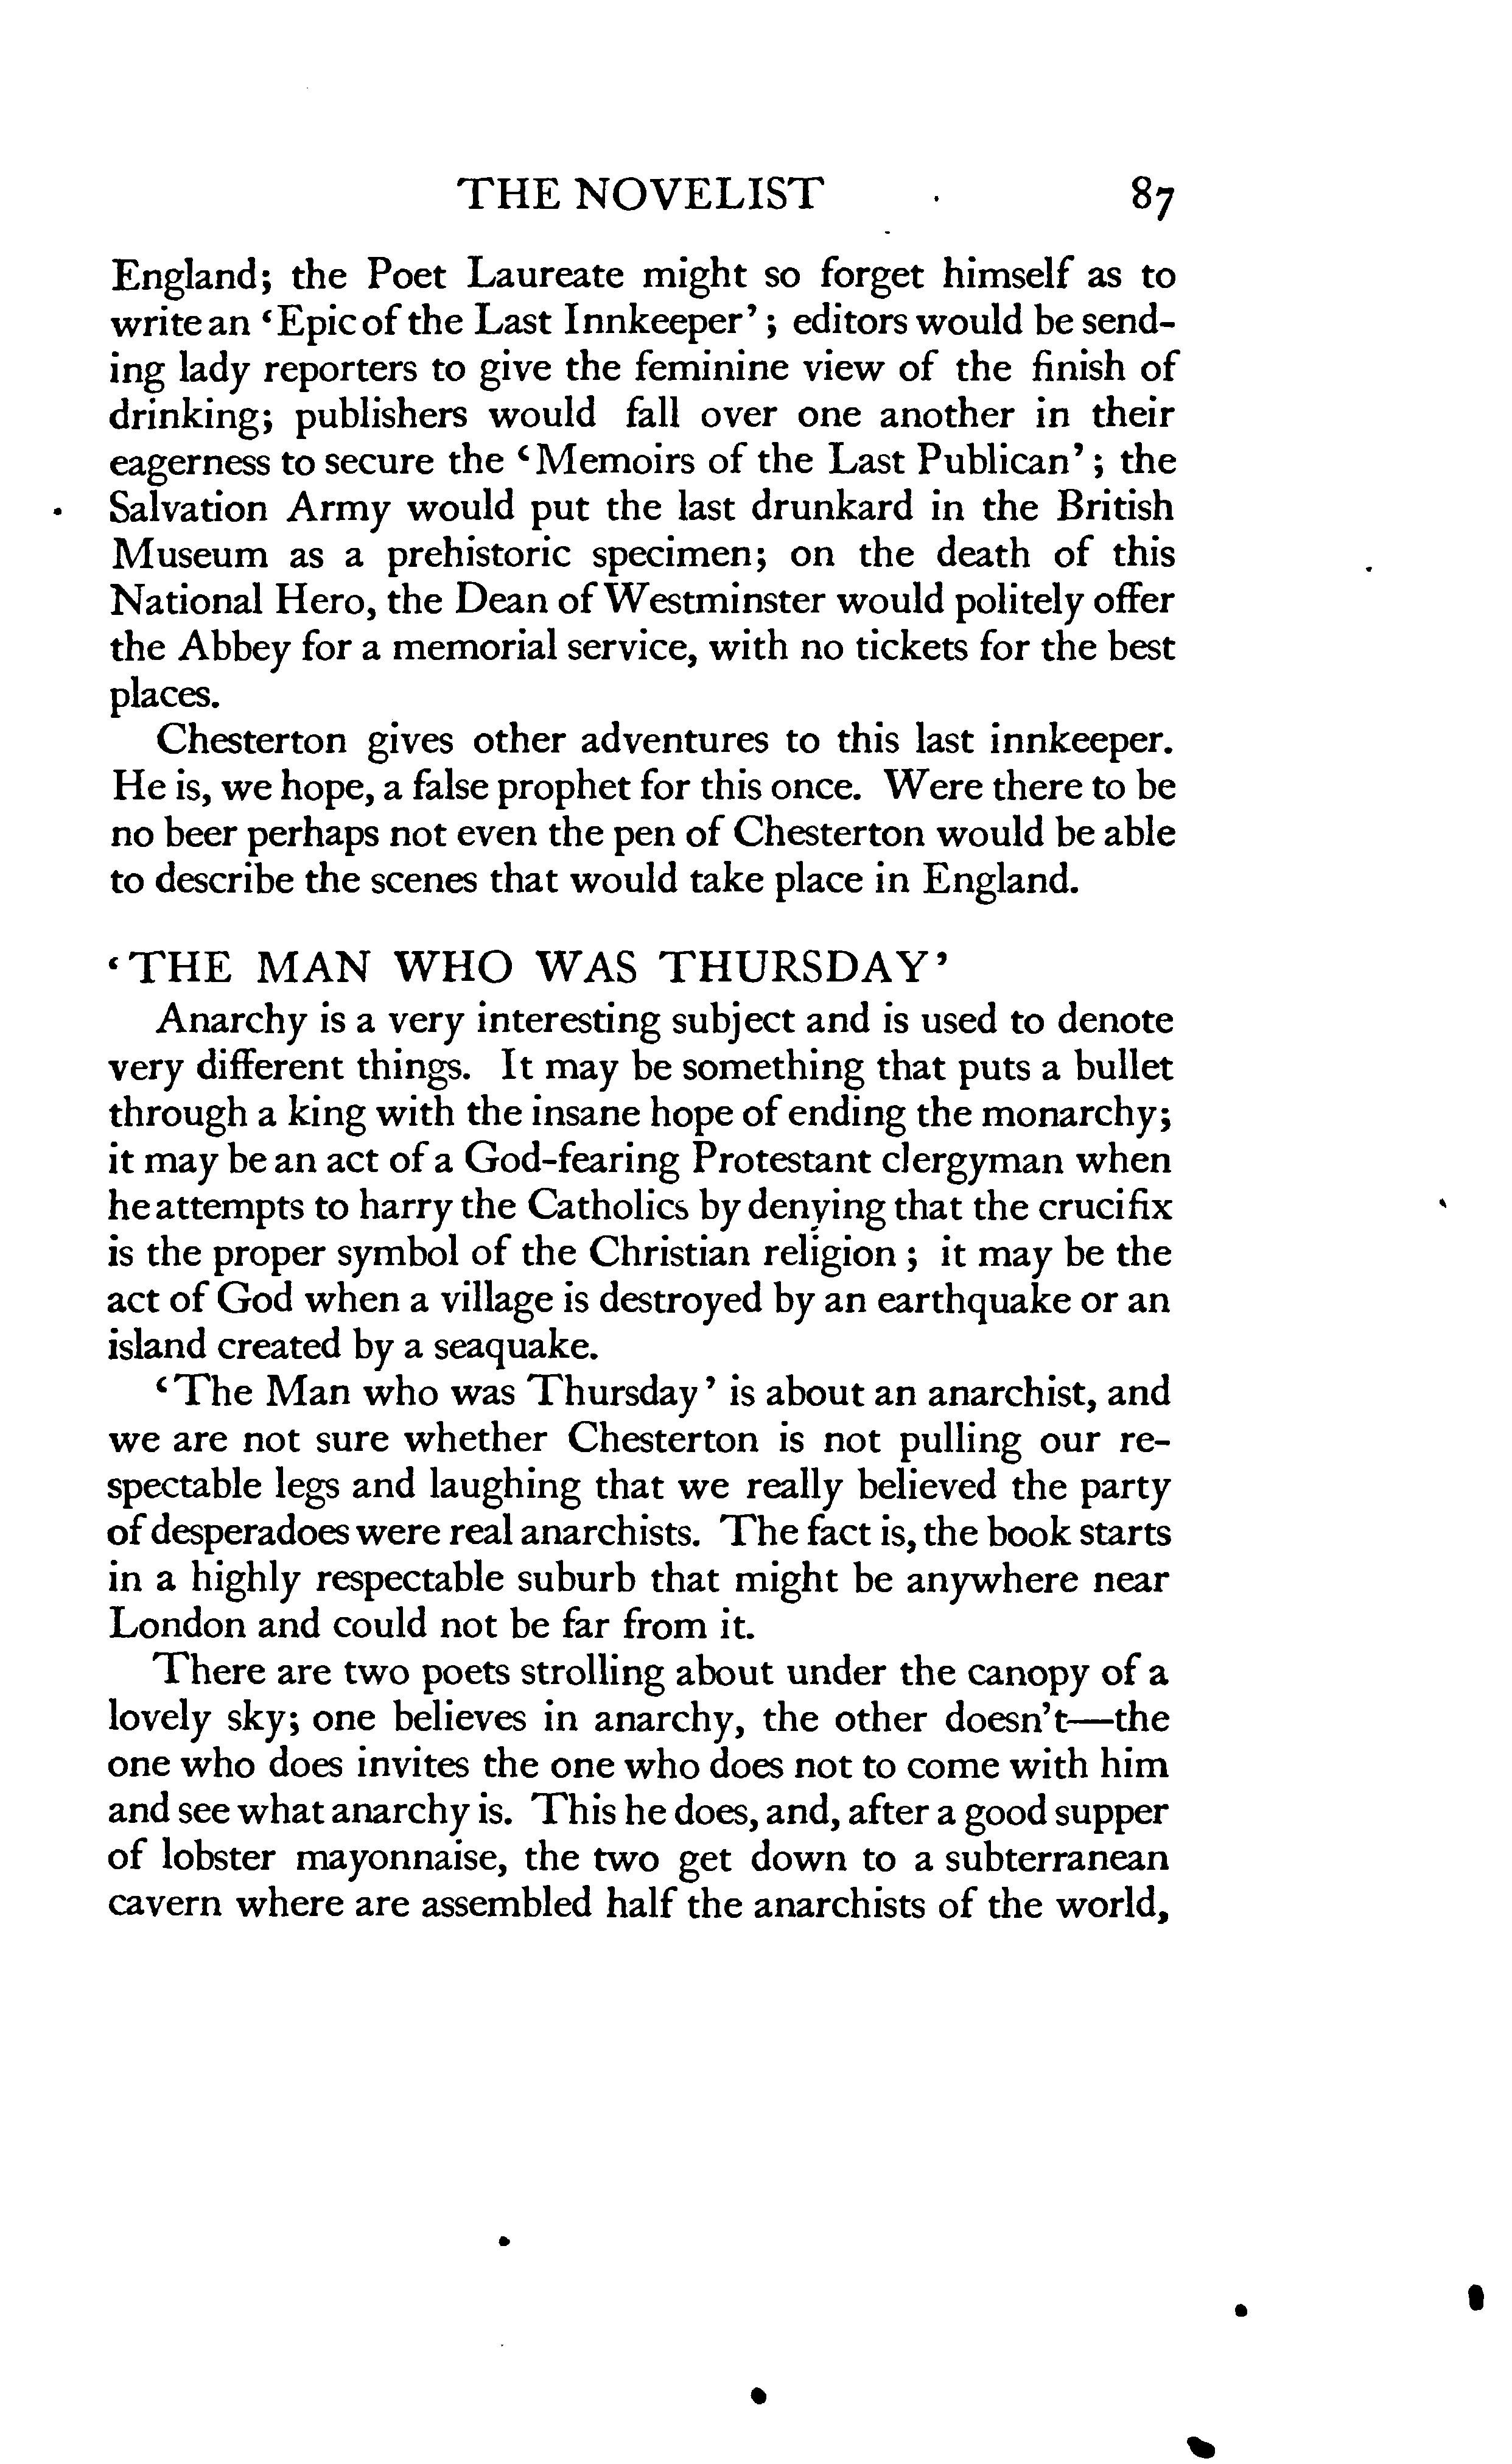 THE NOVELIST 87
England; the Poet Laureate might so forget himself as to
write an ‘Epic of the Last Innkeeper’; editors would be send-
ing lady reporters to give the feminine view of the finish of
drinking; publishers would fall over one another in their
eagerness to secure the ‘Memoirs of the Last Publican’; the
Salvation Army would put the last drunkard in the British
Museum as a prehistoric specimen; on the death of this
National Hero, the Dean of Westminster would politely offer
the Abbey for a memorial service, with no tickets for the best
places.
Chesterton gives other adventures to this last innkeeper.
He is, we hope, a false prophet for this once. Were there to be
no beer perhaps not even the pen of Chesterton would be able
to describe the scenes that would take place in England.
‘THE MAN WHO WAS THURSDAY’
Anarchy is a very interesting subject and is used to denote
very different things. It may be something that puts a bullet
through a king with the insane hope of ending the monarchy;
it may be an act of a God-fearing Protestant clergyman when
he attempts to harry the Catholics by denying that the crucifix
is the proper symbol of the Christian religion; it may be the
act of God when a village is destroyed by an earthquake or an
island created by a seaquake.
‘The Man who was Thursday’ is about an anarchist, and
we are not sure whether Chesterton is not pulling our re-
spectable legs and laughing that we really believed the party
of desperadoes were real anarchists. The fact is, the book starts
in a highly respectable suburb that might be anywhere near
London and could not be far from it.
There are two poets strolling about under the canopy of a
lovely sky; one believes in anarchy, the other doesn’t—the
one who does invites the one who does not to come with him
and see what anarchy is. This he does, and, after a good supper
of lobster mayonnaise, the two get down to a subterranean
cavern where are assembled half the anarchists of the world,